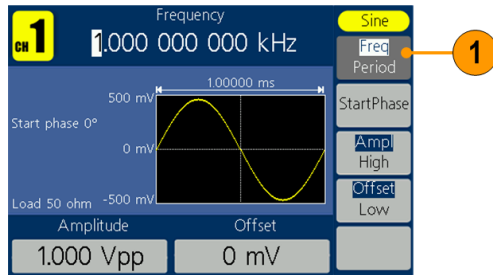 CH 1
Frequency
1.000 000 000 kHz
Sine
Freq
Period
1
1.00000 ms
500 mV
Start phase 0°
0 mV
Load 50 ohm
-500 mV
StartPhase
Ampl
High
Offset
Low
Amplitude
Offset
1.000 Vpp
0 mV